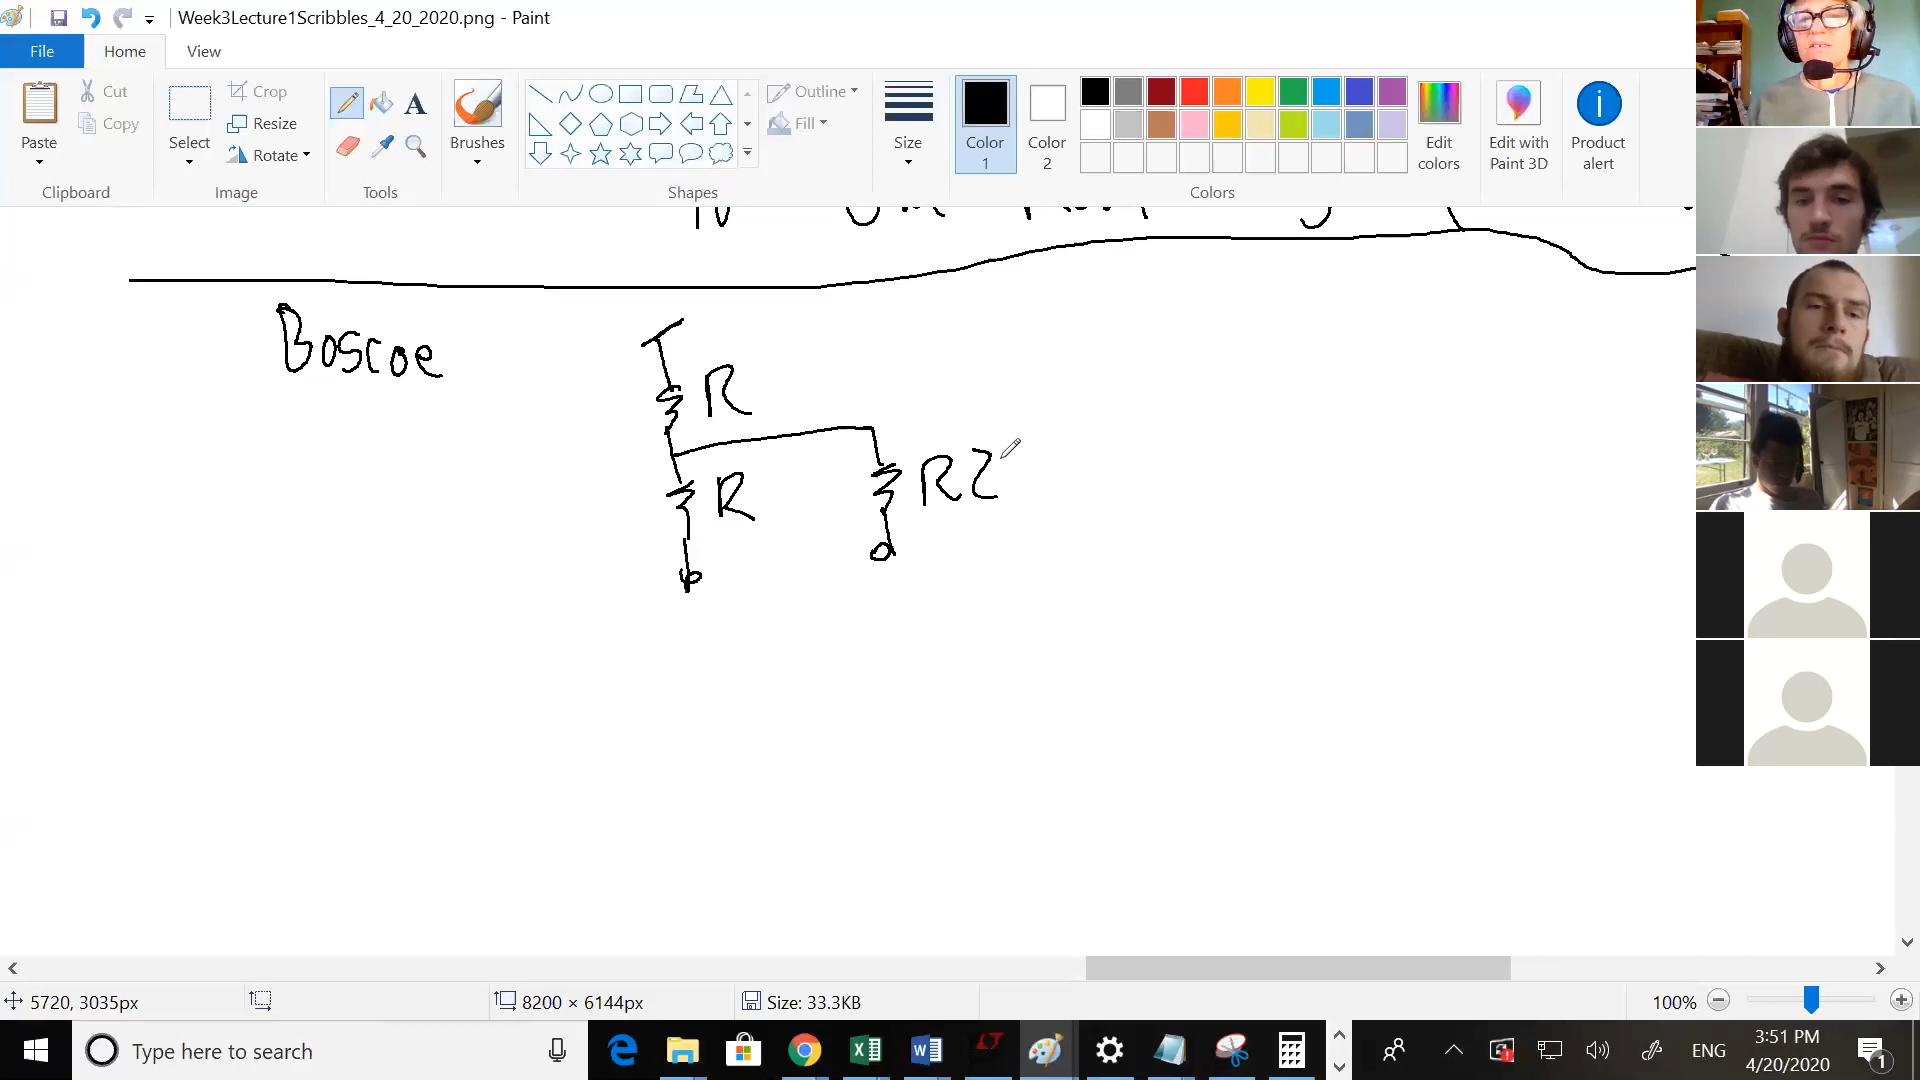 Week3Lecture1Scribbles_4_20_2020.png - Paint
File Home View
Paste
Cut
Copy
Clipboard
Select
Crop
Resize
Rotate
Image
Tools
Brushes
Shapes
Outline
Fill
Size
Color 1
Color 2
Colors
Edit colors
Edit with Paint 3D
Product alert
Boscoe
R
R
R2
5720, 3035px
8200 × 6144px
Size: 33.3KB
100%
Type here to search
ENG
3:51 PM
4/20/2020
1